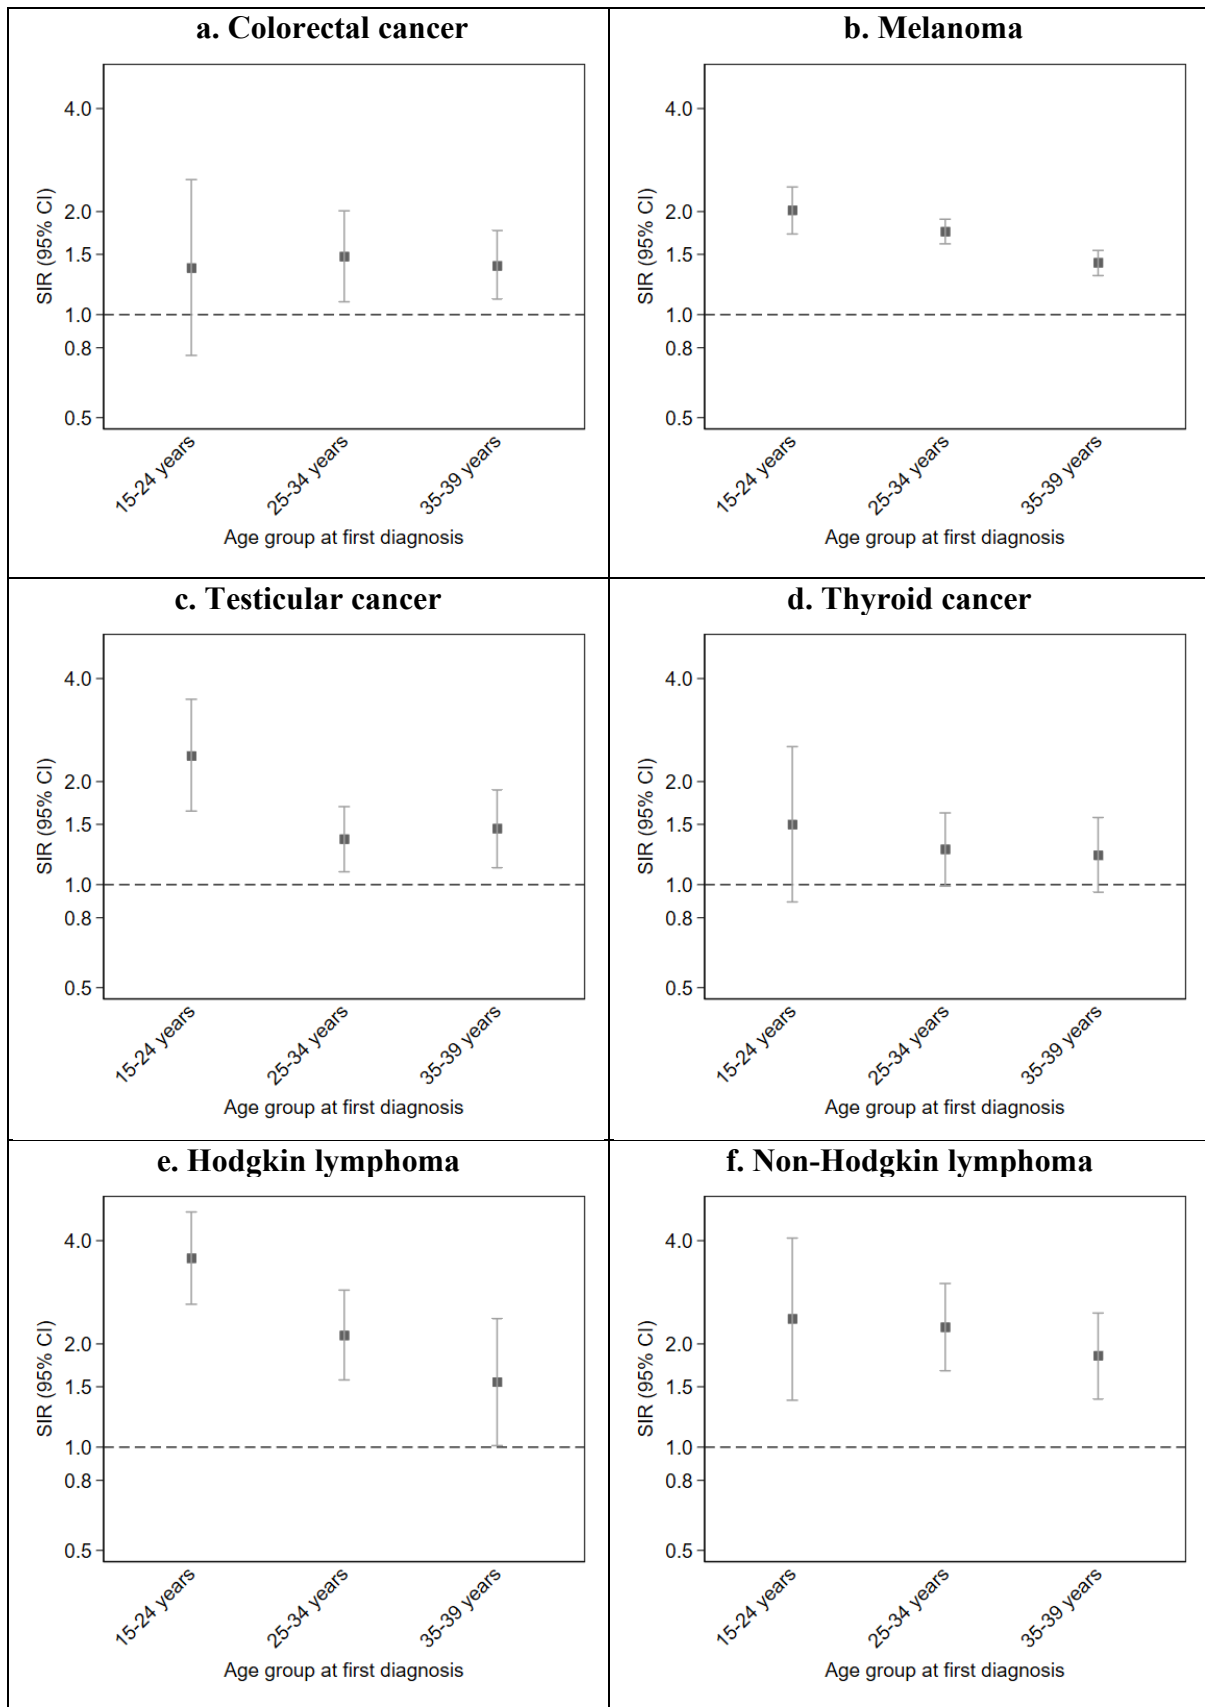 a. Colorectal cancer
4.0
2.0
1.5
1.0
0.8
0.5
SIR (95% CI)
15-24 years
25-34 years
35-39 years
Age group at first diagnosis
b. Melanoma
4.0
2.0
1.5
1.0
0.8
0.5
SIR (95% CI)
15-24 years
25-34 years
35-39 years
Age group at first diagnosis
c. Testicular cancer
4.0
2.0
1.5
1.0
0.8
0.5
SIR (95% CI)
15-24 years
25-34 years
35-39 years
Age group at first diagnosis
d. Thyroid cancer
4.0
2.0
1.5
1.0
0.8
0.5
SIR (95% CI)
15-24 years
25-34 years
35-39 years
Age group at first diagnosis
e. Hodgkin lymphoma
4.0
2.0
1.5
1.0
0.8
0.5
SIR (95% CI)
15-24 years
25-34 years
35-39 years
Age group at first diagnosis
f. Non-Hodgkin lymphoma
4.0
2.0
1.5
1.0
0.8
0.5
SIR (95% CI)
15-24 years
25-34 years
35-39 years
Age group at first diagnosis